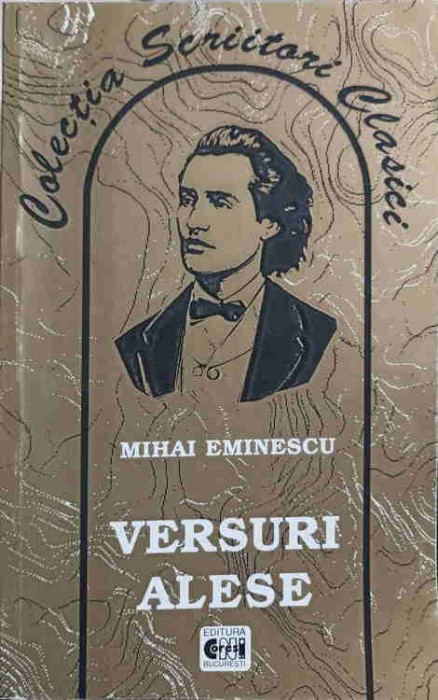 Colecția Scriitori Clasici
MIHAI EMINESCU
VERSURI
ALESE
EDITURA
Coresi
BUCUREȘTI